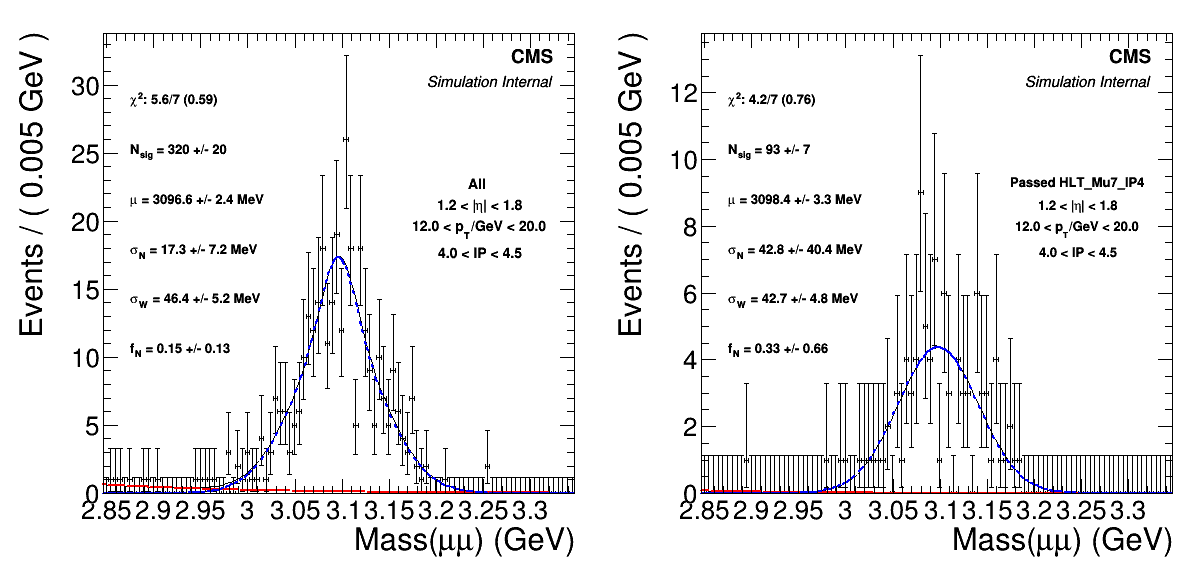 CMS
Simulation Internal
χ²: 5.6/7 (0.59)
N_sig = 320 +/- 20
μ = 3096.6 +/- 2.4 MeV
σ_N = 17.3 +/- 7.2 MeV
σ_W = 46.4 +/- 5.2 MeV
f_N = 0.15 +/- 0.13
All
1.2 < |η| < 1.8
12.0 < p_T/GeV < 20.0
4.0 < IP < 4.5
Events / ( 0.005 GeV )
30
25
20
15
10
5
0
2.85 2.9 2.95 3 3.05 3.1 3.15 3.2 3.25 3.3
Mass(μμ) (GeV)
CMS
Simulation Internal
χ²: 4.2/7 (0.76)
N_sig = 93 +/- 7
μ = 3098.4 +/- 3.3 MeV
σ_N = 42.8 +/- 40.4 MeV
σ_W = 42.7 +/- 4.8 MeV
f_N = 0.33 +/- 0.66
Passed HLT_Mu7_IP4
1.2 < |η| < 1.8
12.0 < p_T/GeV < 20.0
4.0 < IP < 4.5
Events / ( 0.005 GeV )
12
10
8
6
4
2
0
2.85 2.9 2.95 3 3.05 3.1 3.15 3.2 3.25 3.3
Mass(μμ) (GeV)